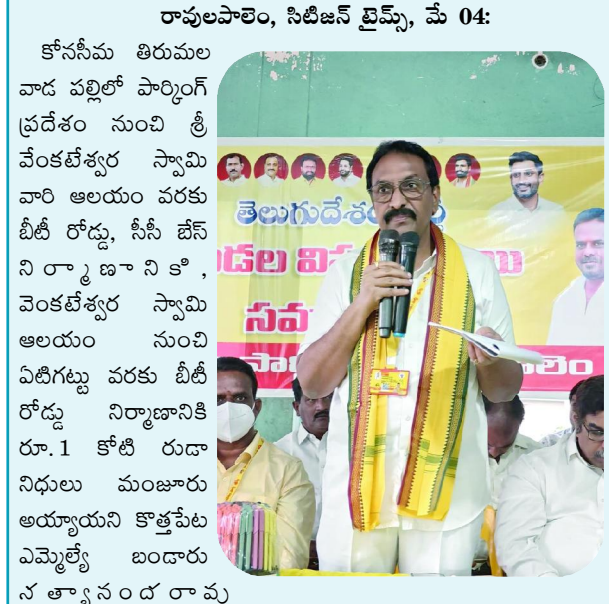 రావులపాలెం, సిటిజన్ టైమ్స్, మే 04:
కోనసీమ తిరుమల
వాడ పల్లిలో పార్కింగ్
ప్రదేశం నుంచి శ్రీ
వేంకటేశ్వర స్వామి
వారి ఆలయం వరకు
బీటీ రోడ్డు, సీసీ బేస్
నిర్మాణానికి,
వెంకటేశ్వర స్వామి
ఆలయం నుంచి
ఏటిగట్టు వరకు బీటీ
రోడ్డు నిర్మాణానికి
రూ.1 కోటి రుడా
నిధులు మంజూరు
అయ్యాయని కొత్తపేట
ఎమ్మెల్యే బండారు
సత్యానందరావు
తెలుగుదేశం